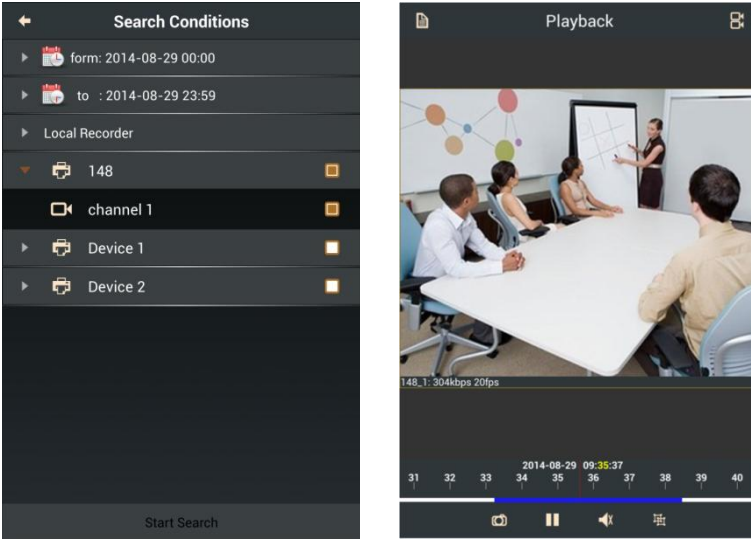 Search Conditions
form: 2014-08-29 00:00
to : 2014-08-29 23:59
Local Recorder
148
channel 1
Device 1
Device 2
Start Search
Playback
148_1: 304kbps 20fps
2014-08-29 09:35:37
31 32 33 34 35 36 37 38 39 40